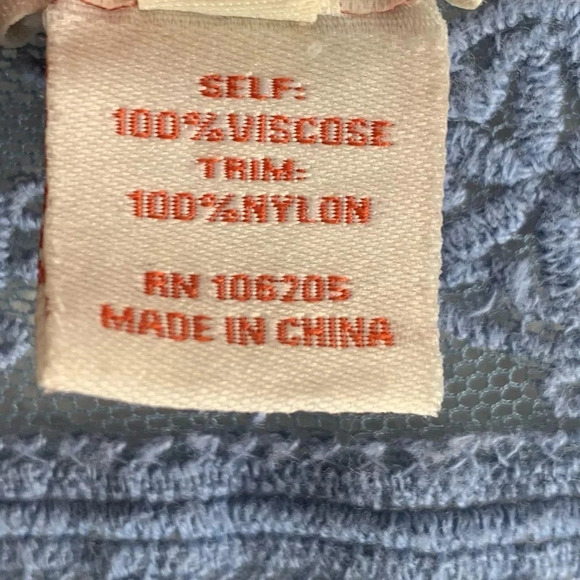 SELF:
100%VISCOSE
TRIM:
100%NYLON
RN 106205
MADE IN CHINA